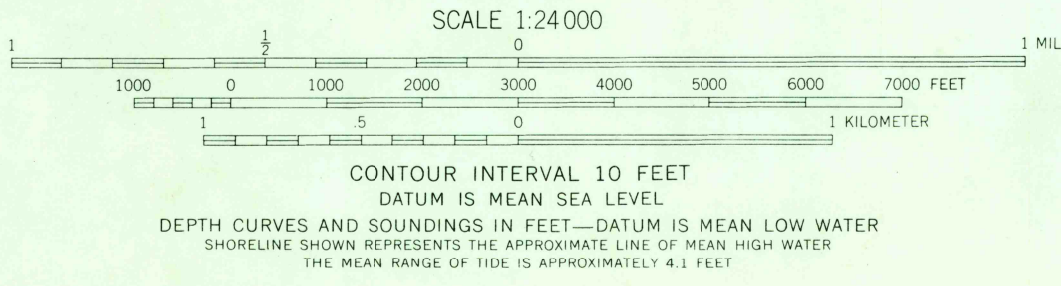 SCALE 1:24 000
1 1/2 0 1 MIL
1000 0 1000 2000 3000 4000 5000 6000 7000 FEET
1 .5 0 1 KILOMETER
CONTOUR INTERVAL 10 FEET
DATUM IS MEAN SEA LEVEL
DEPTH CURVES AND SOUNDINGS IN FEET—DATUM IS MEAN LOW WATER
SHORELINE SHOWN REPRESENTS THE APPROXIMATE LINE OF MEAN HIGH WATER
THE MEAN RANGE OF TIDE IS APPROXIMATELY 4.1 FEET